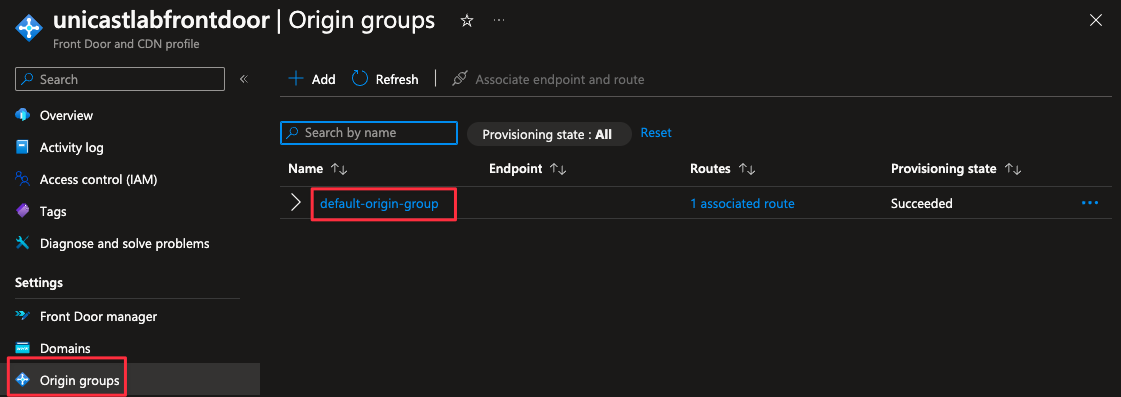 unicastlabfrontdoor | Origin groups
Front Door and CDN profile
Search
Overview
Activity log
Access control (IAM)
Tags
Diagnose and solve problems
Settings
Front Door manager
Domains
Origin groups
Add Refresh Associate endpoint and route
Search by name Provisioning state : All Reset
Name Endpoint Routes Provisioning state
default-origin-group 1 associated route Succeeded